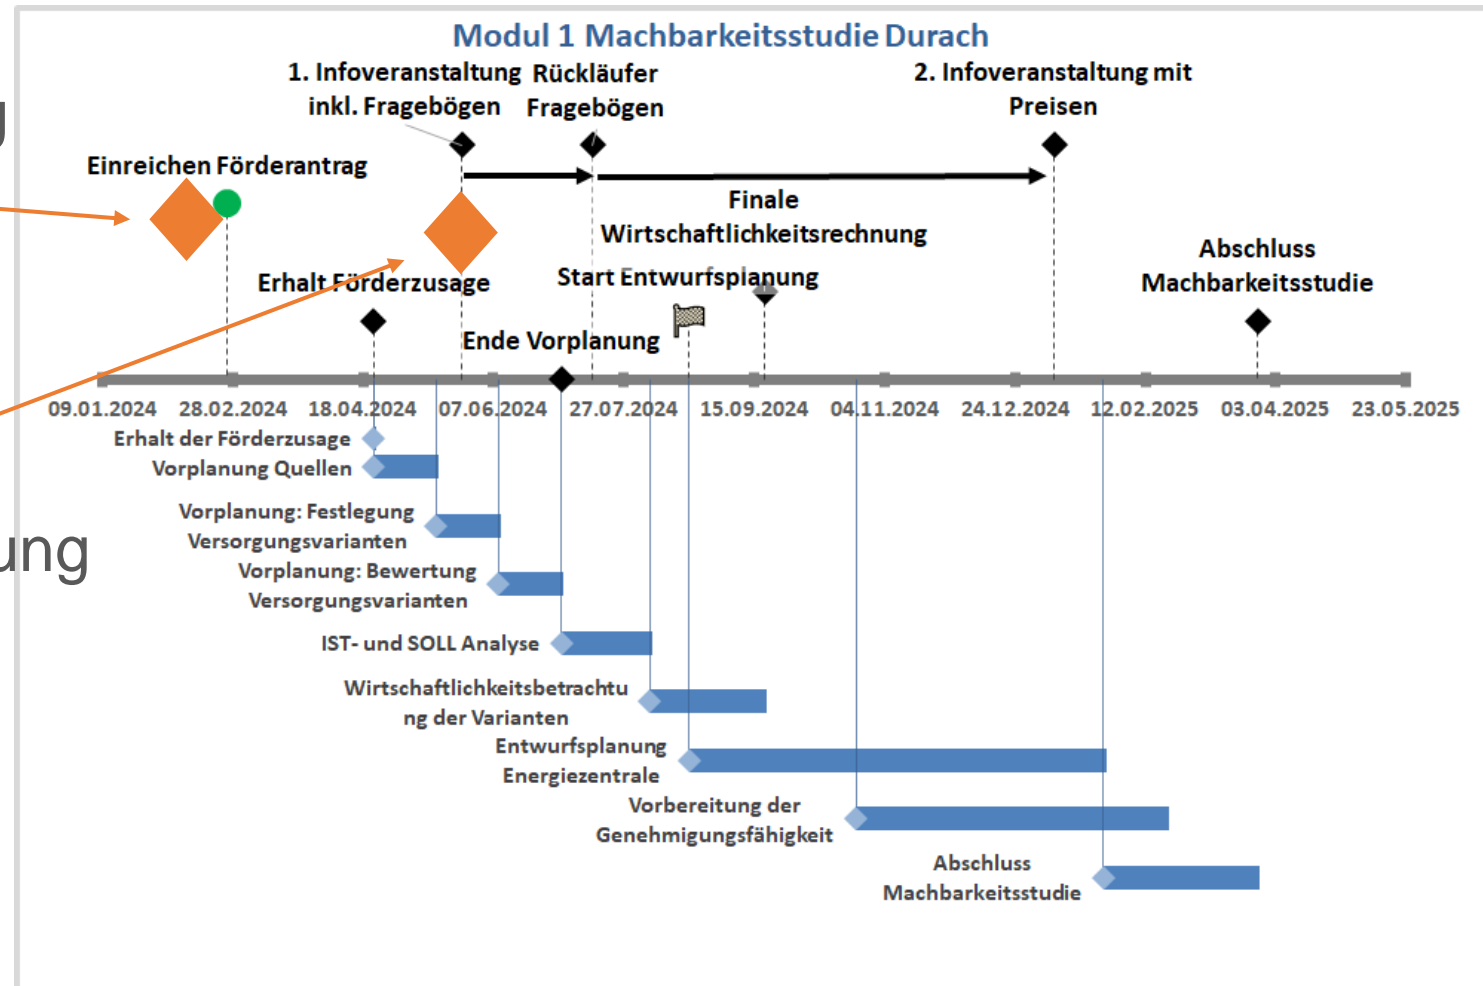 Modul 1 Machbarkeitsstudie Durach
1. Infoveranstaltung
inkl. Fragebögen
Rückläufer
Fragebögen
2. Infoveranstaltung mit
Preisen
g
Einreichen Förderantrag
Finale
Wirtschaftlichkeitsrechnung
Abschluss
Machbarkeitsstudie
Erhalt Förderzusage
Start Entwurfsplanung
Ende Vorplanung
09.01.2024 28.02.2024 18.04.2024 07.06.2024 27.07.2024 15.09.2024 04.11.2024 24.12.2024 12.02.2025 03.04.2025 23.05.2025
Erhalt der Förderzusage
Vorplanung Quellen
Vorplanung: Festlegung
Versorgungsvarianten
ung
Vorplanung: Bewertung
Versorgungsvarianten
IST- und SOLL Analyse
Wirtschaftlichkeitsbetrachtu
ng der Varianten
Entwurfsplanung
Energiezentrale
Vorbereitung der
Genehmigungsfähigkeit
Abschluss
Machbarkeitsstudie